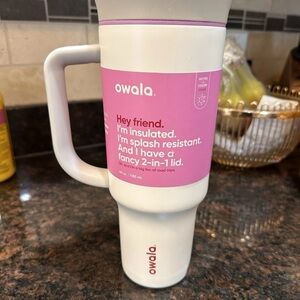 owala
Hey friend.
I'm insulated.
I'm splash resistant.
And I have a
fancy 2-in-1 lid.
owala